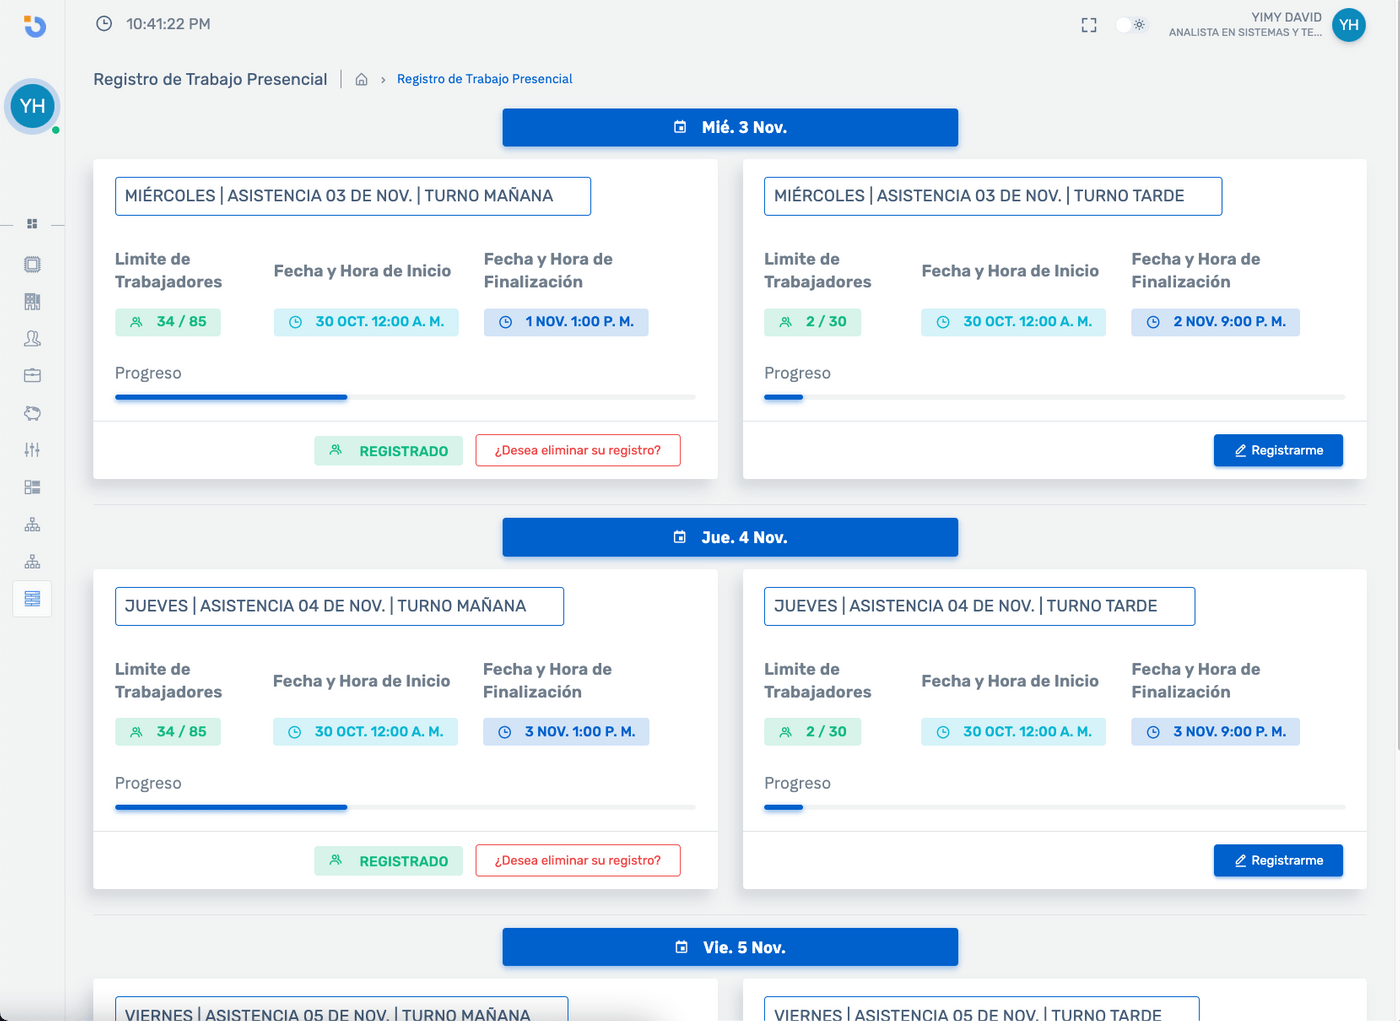 10:41:22 PM
YIMY DAVID
ANALISTA EN SISTEMAS Y TE...
YH
YH
Registro de Trabajo Presencial
Registro de Trabajo Presencial
Mié. 3 Nov.
MIÉRCOLES | ASISTENCIA 03 DE NOV. | TURNO MAÑANA
Limite de
Trabajadores
Fecha y Hora de Inicio
Fecha y Hora de
Finalización
34 / 85
30 OCT. 12:00 A. M.
1 NOV. 1:00 P. M.
Progreso
REGISTRADO
¿Desea eliminar su registro?
MIÉRCOLES | ASISTENCIA 03 DE NOV. | TURNO TARDE
Limite de
Trabajadores
Fecha y Hora de Inicio
Fecha y Hora de
Finalización
2 / 30
30 OCT. 12:00 A. M.
2 NOV. 9:00 P. M.
Progreso
Registrarme
Jue. 4 Nov.
JUEVES | ASISTENCIA 04 DE NOV. | TURNO MAÑANA
Limite de
Trabajadores
Fecha y Hora de Inicio
Fecha y Hora de
Finalización
34 / 85
30 OCT. 12:00 A. M.
3 NOV. 1:00 P. M.
Progreso
REGISTRADO
¿Desea eliminar su registro?
JUEVES | ASISTENCIA 04 DE NOV. | TURNO TARDE
Limite de
Trabajadores
Fecha y Hora de Inicio
Fecha y Hora de
Finalización
2 / 30
30 OCT. 12:00 A. M.
3 NOV. 9:00 P. M.
Progreso
Registrarme
Vie. 5 Nov.
VIERNES | ASISTENCIA 05 DE NOV. | TURNO MAÑANA
VIERNES | ASISTENCIA 05 DE NOV. | TURNO TARDE